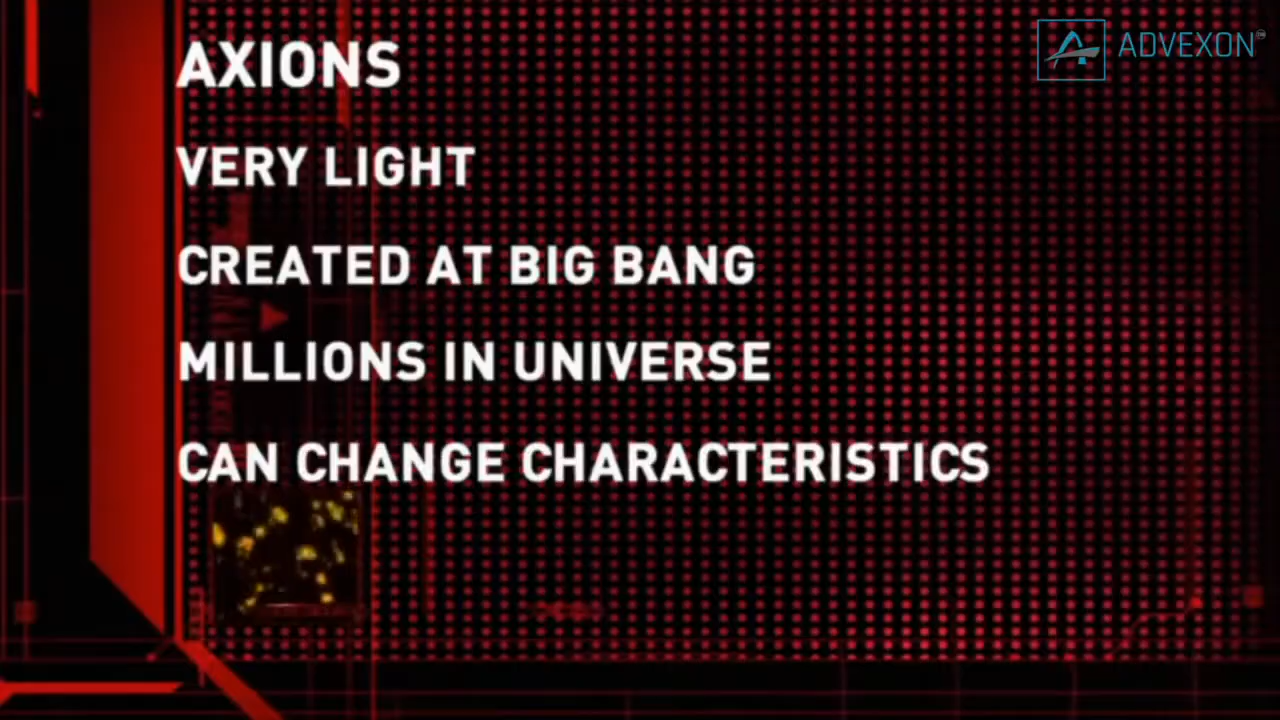 AXIONS
ADVEXON
VERY LIGHT
CREATED AT BIG BANG
MILLIONS IN UNIVERSE
CAN CHANGE CHARACTERISTICS